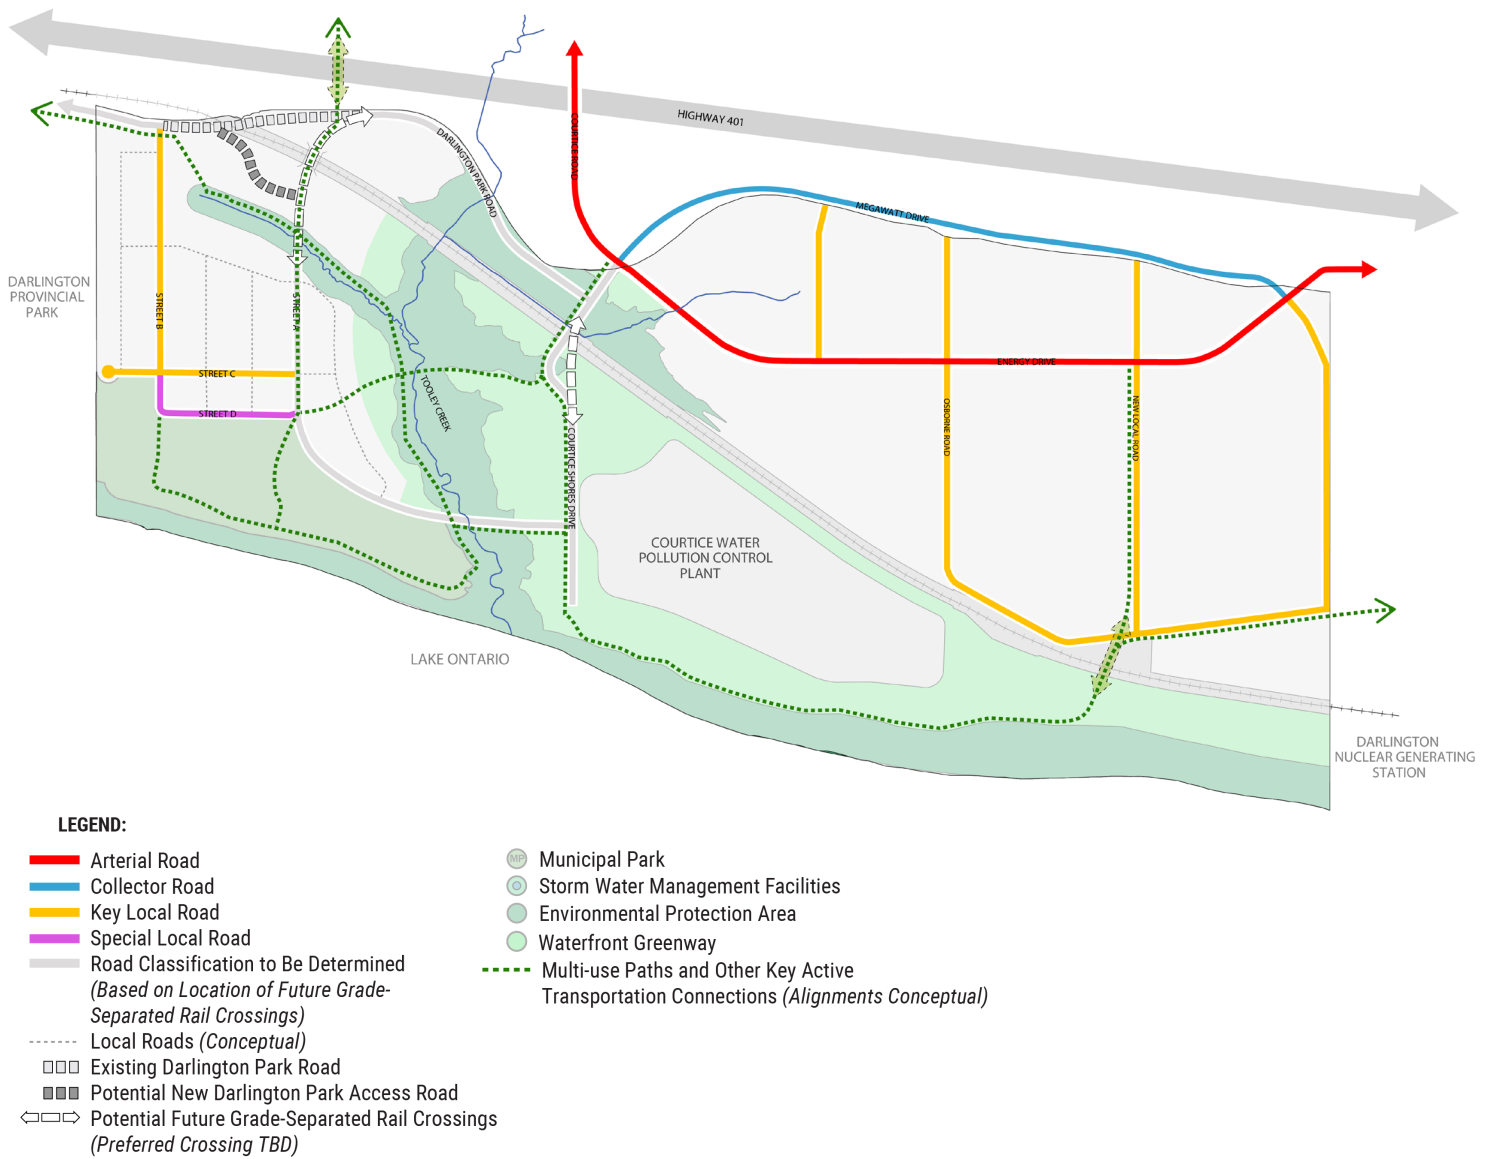 HIGHWAY 401
COURTICE ROAD
DARLINGTON PARK ROAD
MEGAWATT DRIVE
DARLINGTON
PROVINCIAL
PARK
STREET B
STREET A
STREET C
STREET D
TOOLEY CREEK
COURTICE SHORES DRIVE
ENERGY DRIVE
OSBORNE ROAD
NEW LOCAL ROAD
COURTICE WATER
POLLUTION CONTROL
PLANT
LAKE ONTARIO
DARLINGTON
NUCLEAR GENERATING
STATION
LEGEND:
Arterial Road
Collector Road
Key Local Road
Special Local Road
Road Classification to Be Determined
(Based on Location of Future Grade-
Separated Rail Crossings)
Local Roads (Conceptual)
Existing Darlington Park Road
Potential New Darlington Park Access Road
Potential Future Grade-Separated Rail Crossings
(Preferred Crossing TBD)
MP Municipal Park
Storm Water Management Facilities
Environmental Protection Area
Waterfront Greenway
Multi-use Paths and Other Key Active
Transportation Connections (Alignments Conceptual)